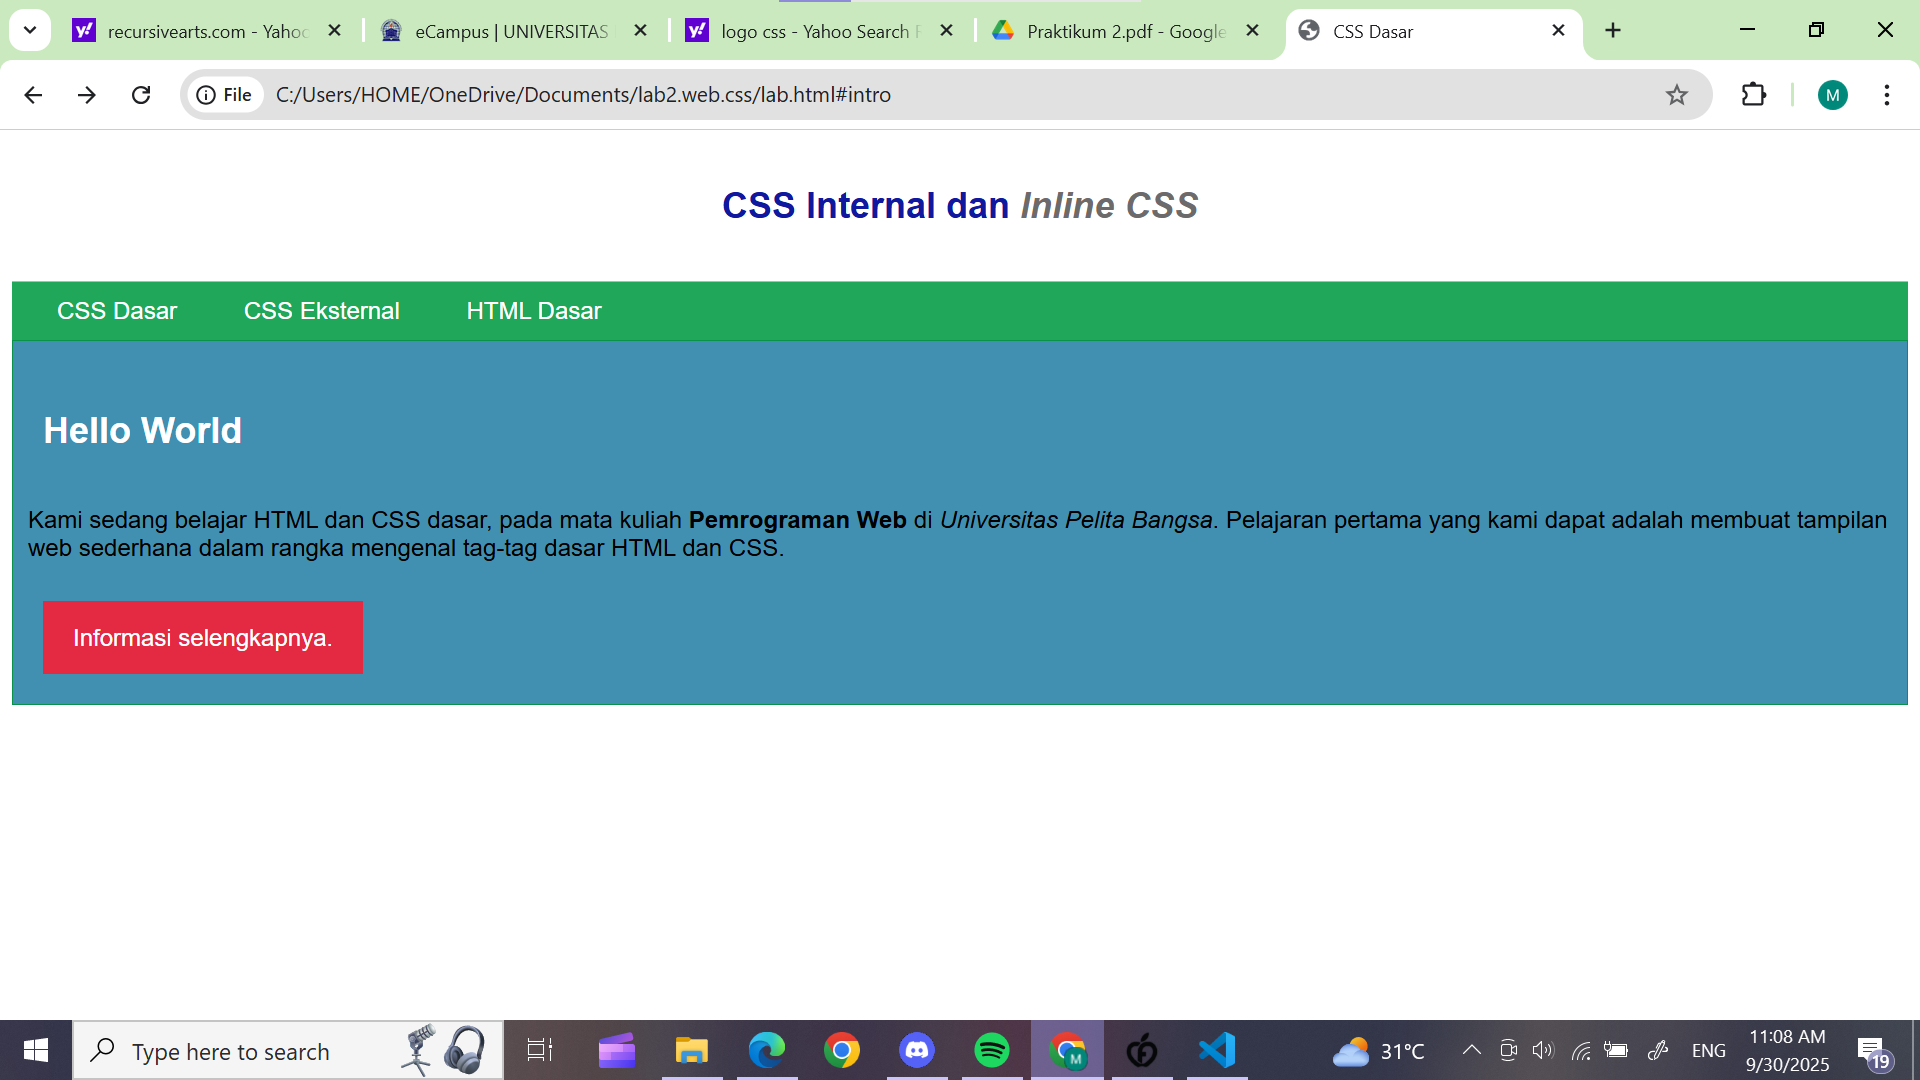 recursivearts.com - Yahoo
eCampus | UNIVERSITAS
logo css - Yahoo Search
Praktikum 2.pdf - Google
CSS Dasar
File
C:/Users/HOME/OneDrive/Documents/lab2.web.css/lab.html#intro
M
CSS Internal dan Inline CSS
CSS Dasar
CSS Eksternal
HTML Dasar
Hello World
Kami sedang belajar HTML dan CSS dasar, pada mata kuliah Pemrograman Web di Universitas Pelita Bangsa. Pelajaran pertama yang kami dapat adalah membuat tampilan
web sederhana dalam rangka mengenal tag-tag dasar HTML dan CSS.
Informasi selengkapnya.
Type here to search
M
31°C
ENG
11:08 AM
9/30/2025
19